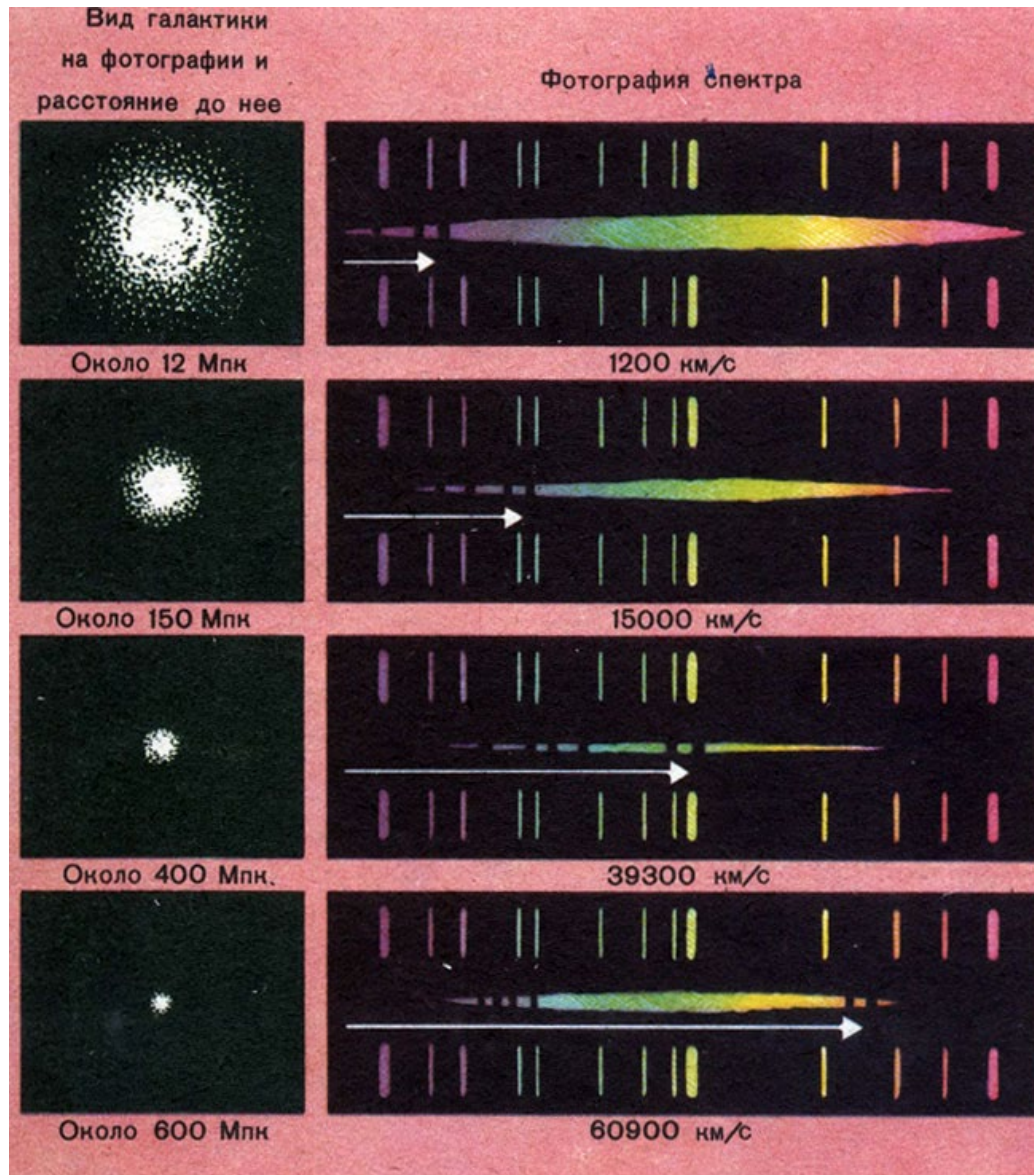 Вид галактики
на фотографии и
расстояние до нее
Фотография спектра
Около 12 Мпк
1200 км/с
Около 150 Мпк
15000 км/с
Около 400 Мпк.
39300 км/с
Около 600 Мпк
60900 км/с